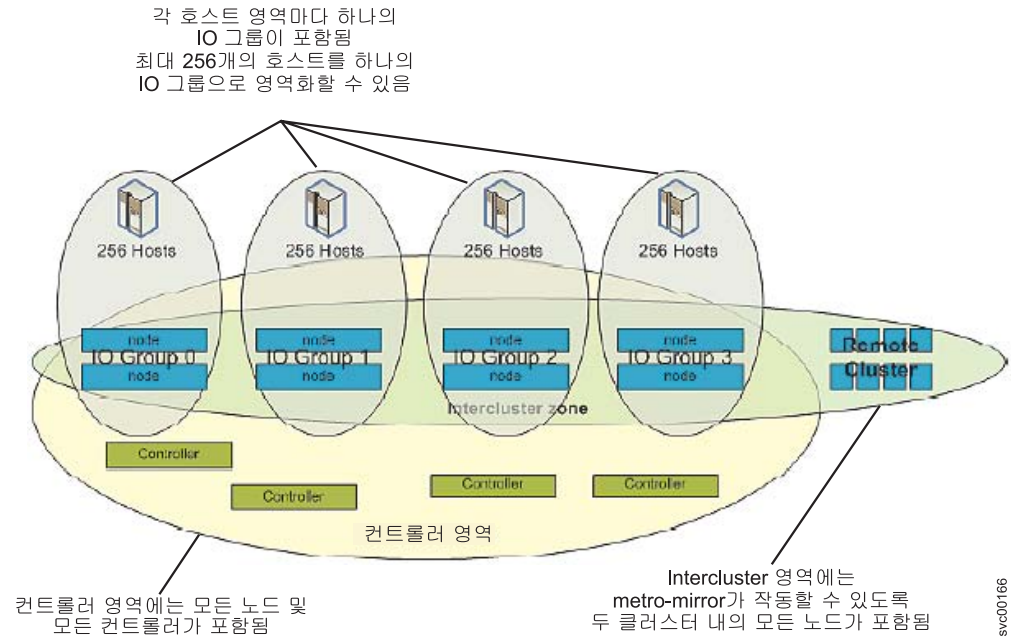 각 호스트 영역마다 하나의
IO 그룹이 포함됨
최대 256개의 호스트를 하나의
IO 그룹으로 영역화할 수 있음
256 Hosts
256 Hosts
256 Hosts
256 Hosts
node
IO Group 0
node
node
IO Group 1
node
node
IO Group 2
node
node
IO Group 3
node
Remote
Cluster
Intercluster zone
Controller
Controller
Controller
Controller
컨트롤러 영역
컨트롤러 영역에는 모든 노드 및
모든 컨트롤러가 포함됨
Intercluster 영역에는
metro-mirror가 작동할 수 있도록
두 클러스터 내의 모든 노드가 포함됨
svc00166